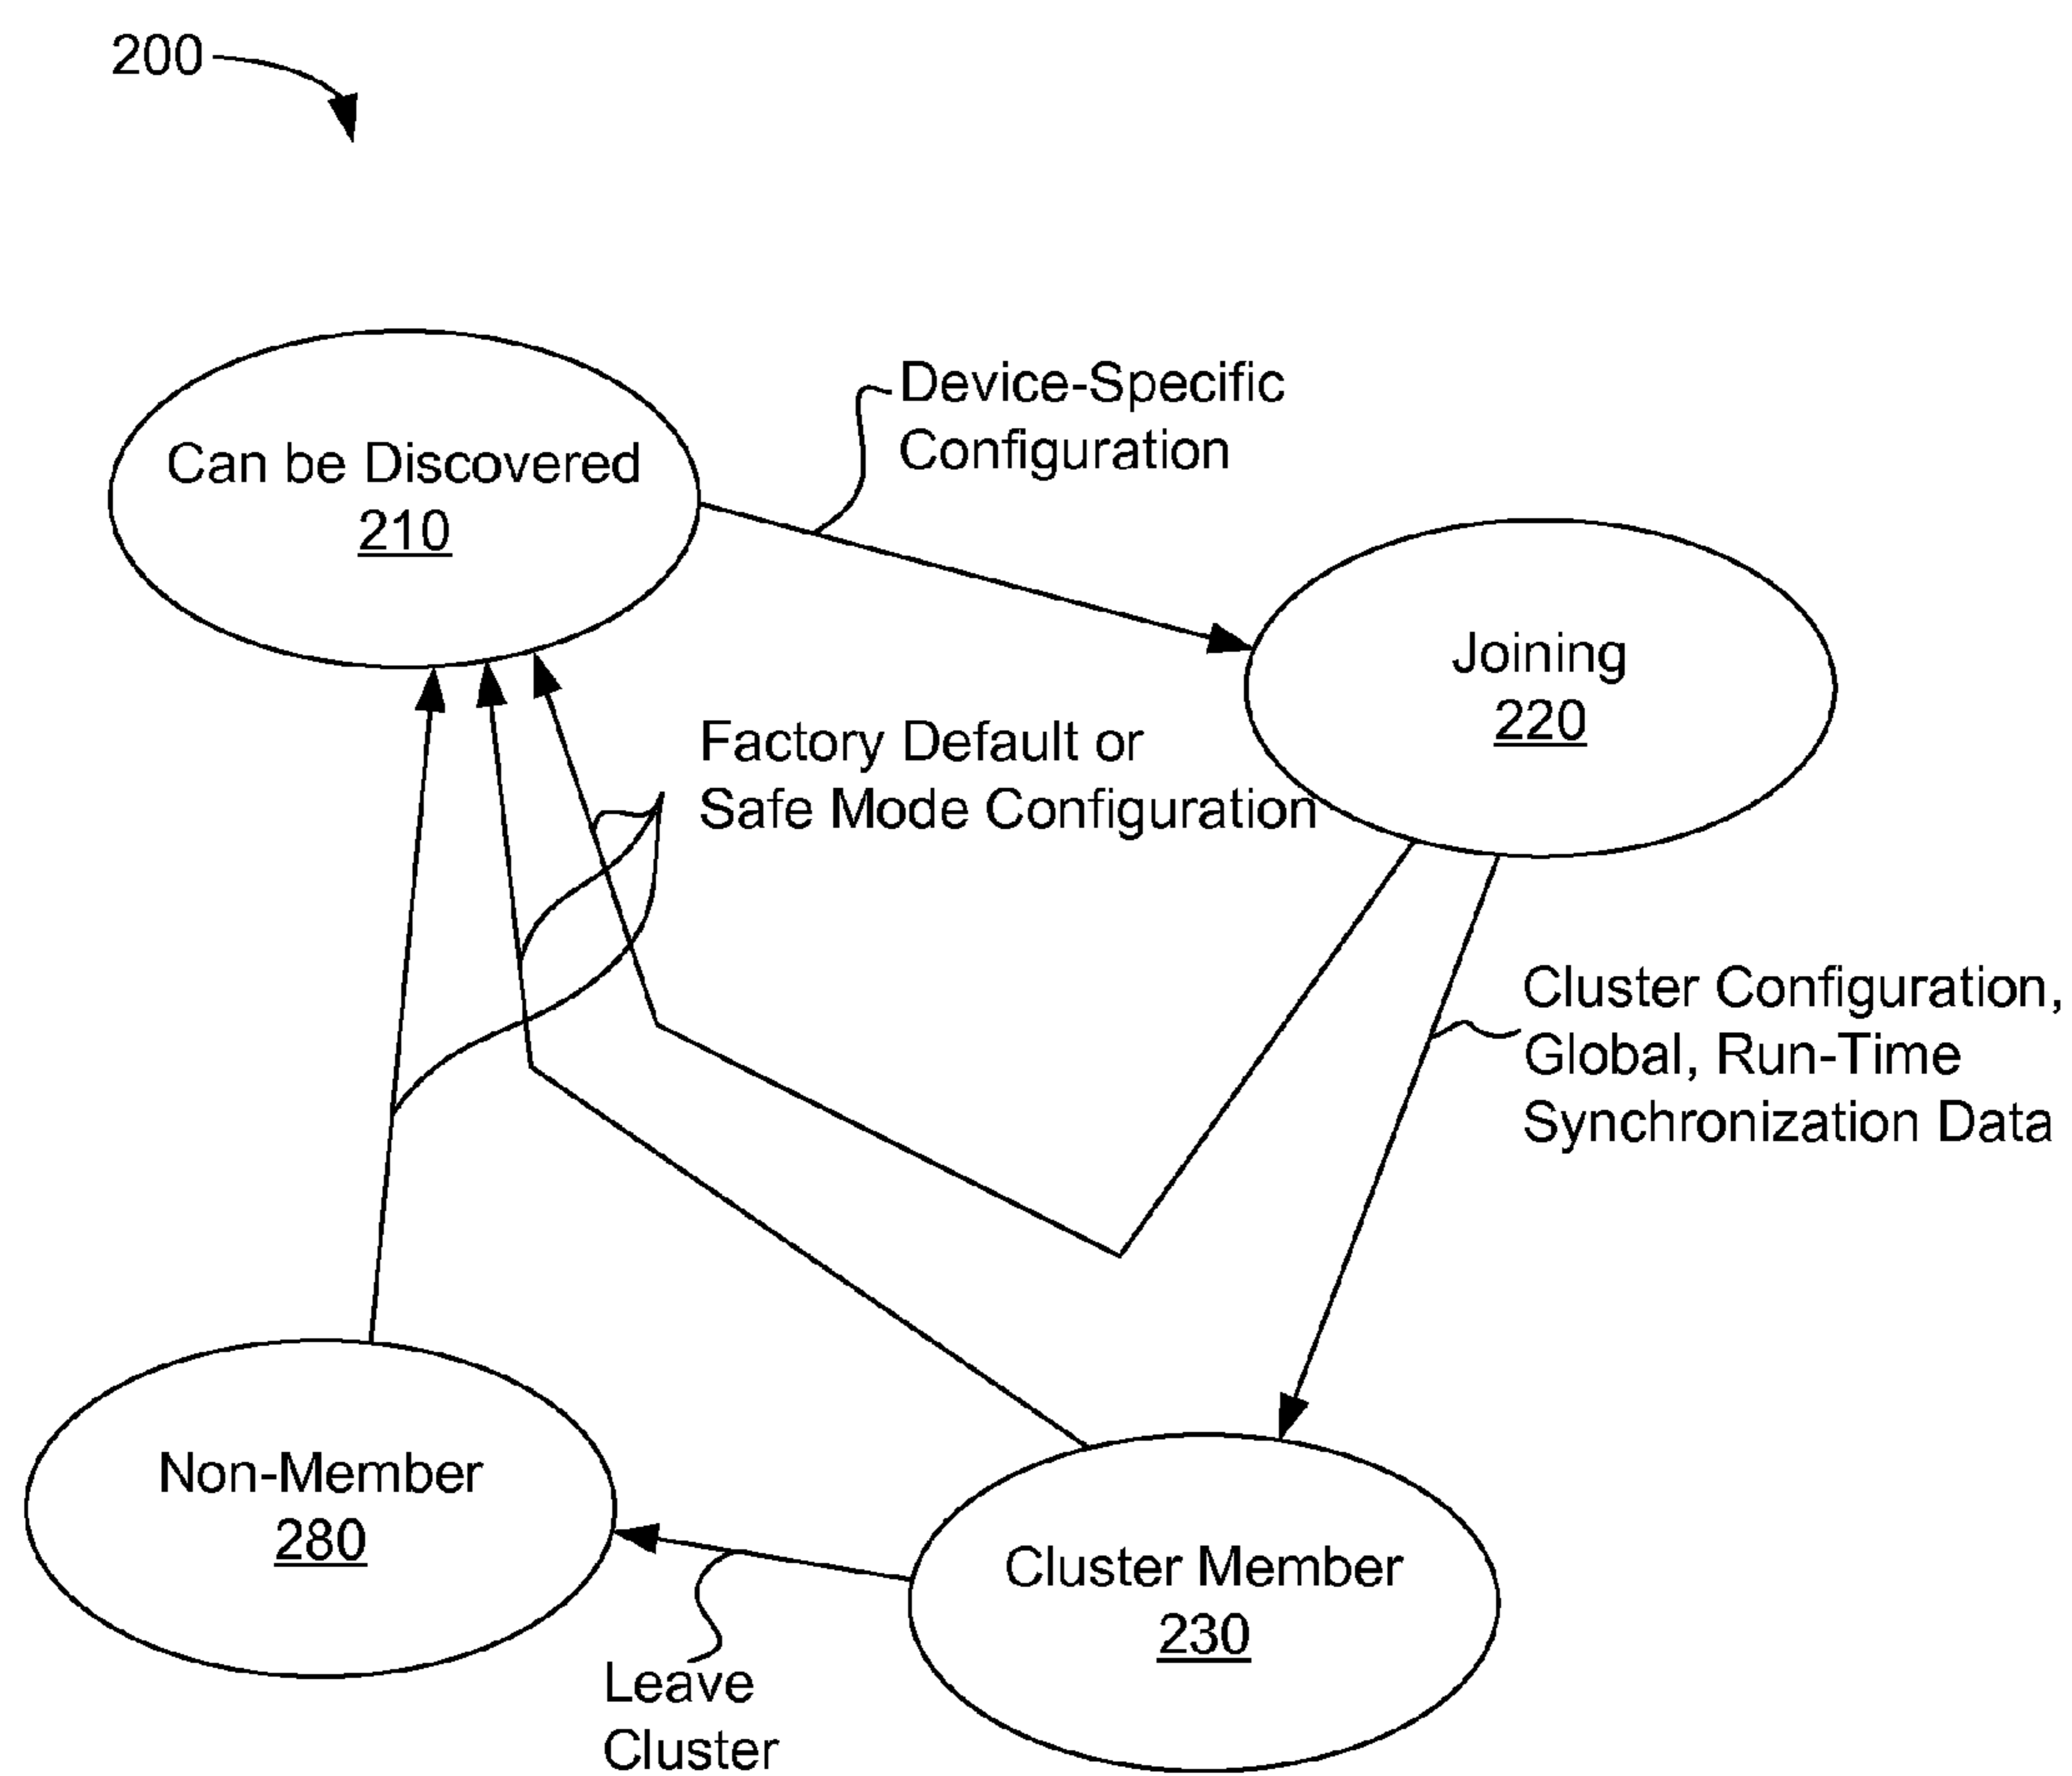 200
Device-Specific
Configuration
Can be Discovered
210
Joining
220
Factory Default or
Safe Mode Configuration
Cluster Configuration,
Global, Run-Time
Synchronization Data
Non-Member
280
Cluster Member
230
Leave
Cluster